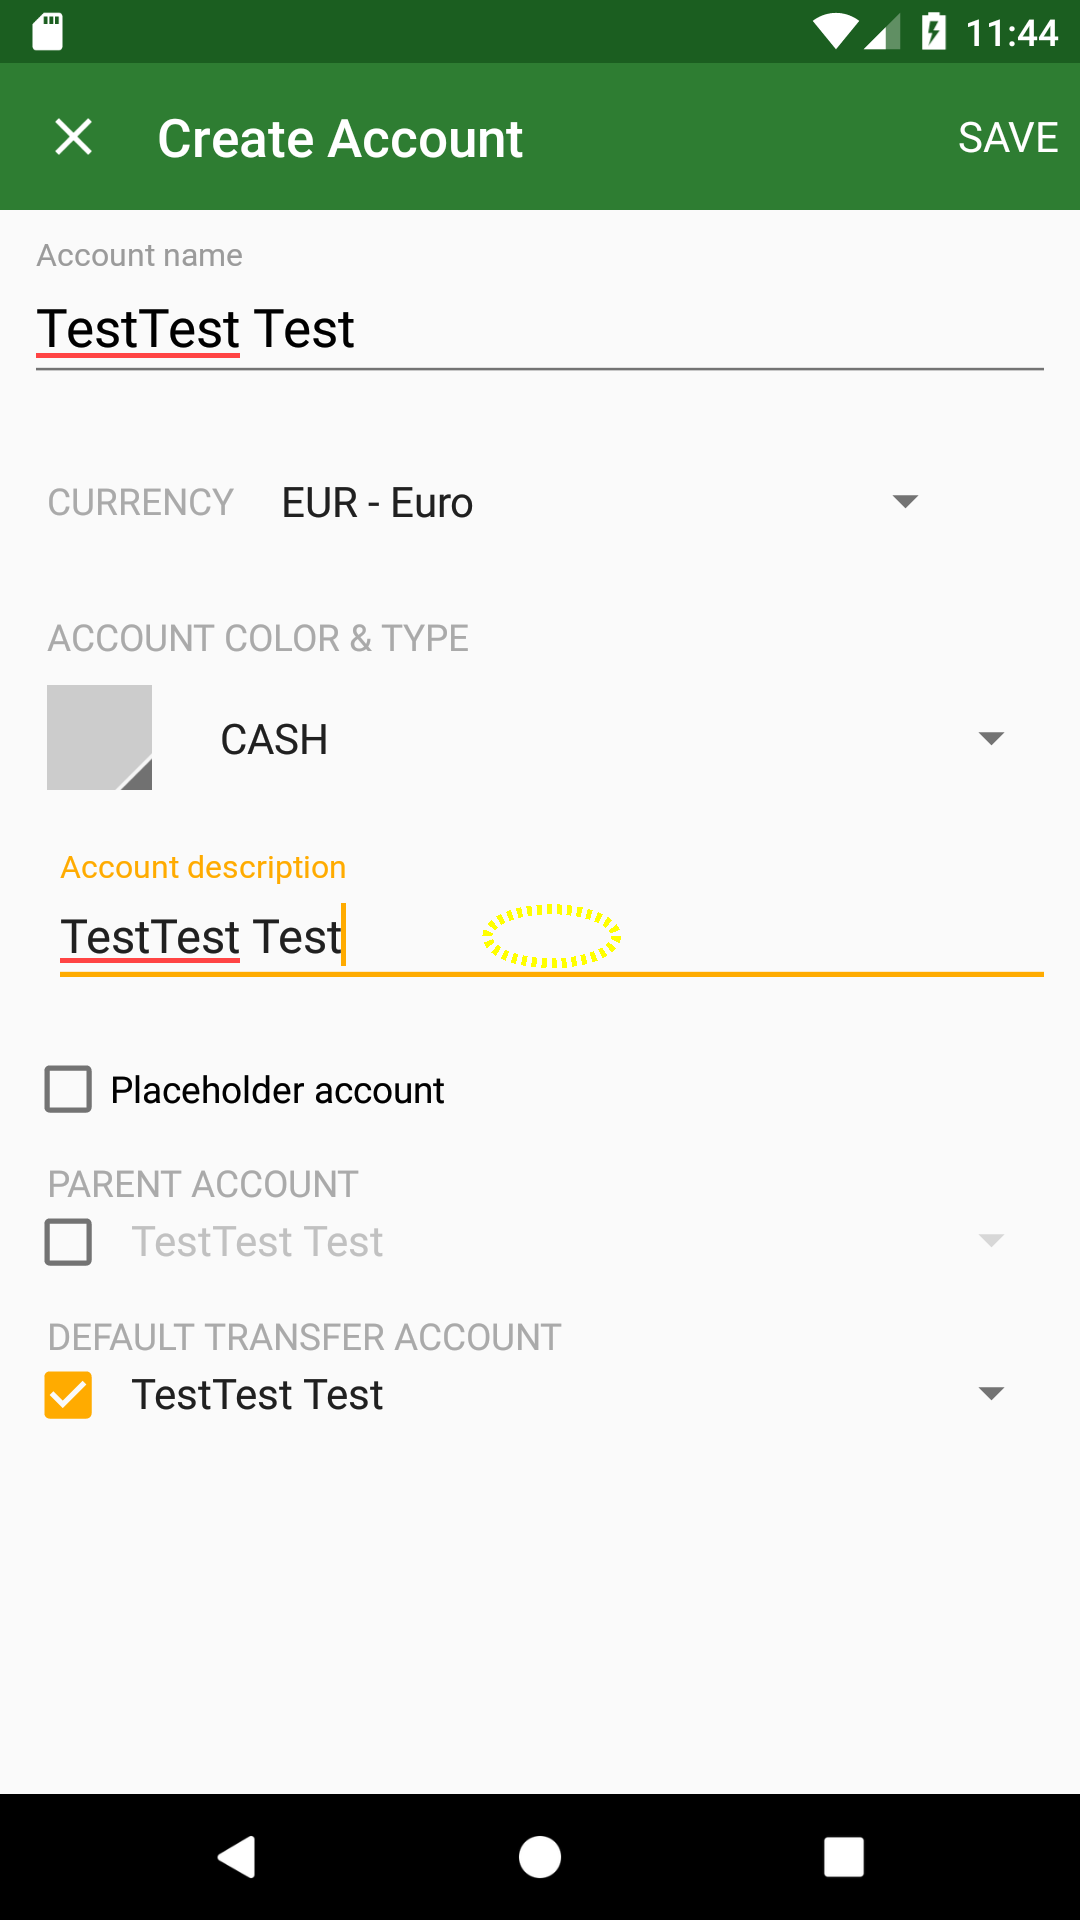 11:44
Create Account
SAVE
Account name
TestTest Test
CURRENCY EUR - Euro
ACCOUNT COLOR & TYPE
CASH
Account description
TestTest Test
Placeholder account
PARENT ACCOUNT
TestTest Test
DEFAULT TRANSFER ACCOUNT
TestTest Test